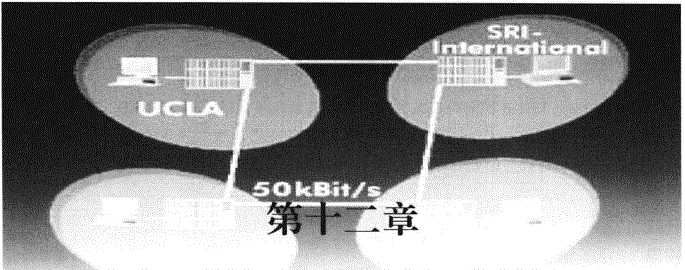 SRI-
International
UCLA
50kBit/s
第十二章